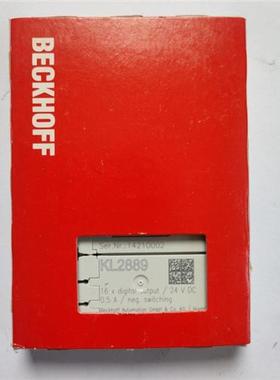 BECKHOFF
Ser.Nr.: 14210002
KL2889
16 x digital output / 24 V DC
0.5 A / neg. switching
Beckhoff Automation GmbH & Co. KG